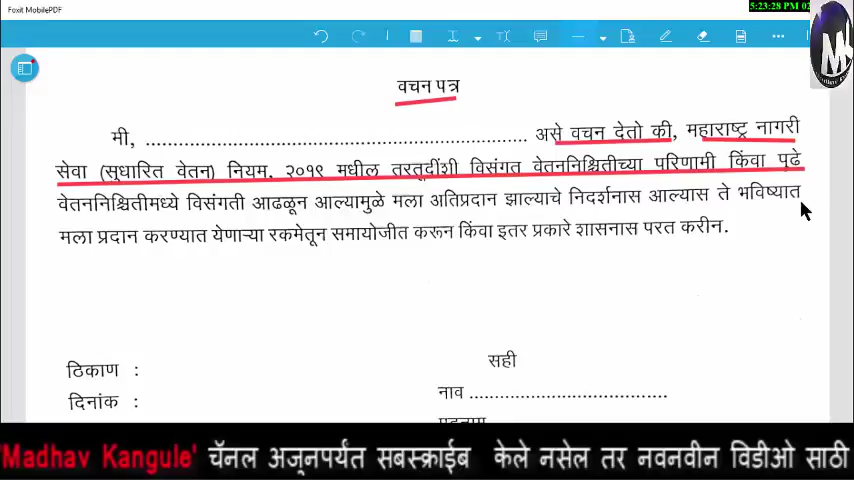 Foxit MobilePDF
5:23:28 PM 02
वचन पत्र
मी, ................................................................ असे वचन देतो की, महाराष्ट्र नागरी
सेवा (सुधारित वेतन) नियम, २०१९ मधील तरतूदींशी विसंगत वेतननिश्चितीच्या परिणामी किंवा पुढे
वेतननिश्चितीमध्ये विसंगती आढळून आल्यामुळे मला अतिप्रदान झाल्याचे निदर्शनास आल्यास ते भविष्यात
मला प्रदान करण्यात येणाऱ्या रकमेतून समायोजीत करून किंवा इतर प्रकारे शासनास परत करीन.
सही
ठिकाण :
नाव .................................
दिनांक :
'Madhav Kangule' चॅनल अजूनपर्यंत सबस्क्राईब केले नसेल तर नवनवीन विडीओ साठी